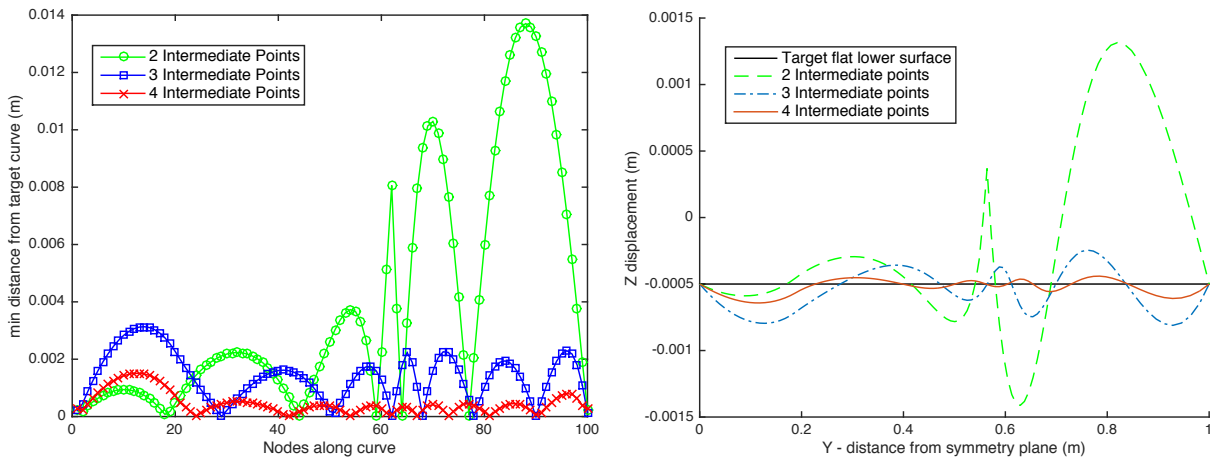 0.014
0.012
0.01
0.008
0.006
0.004
0.002
0
min distance from target curve (m)
2 Intermediate Points
3 Intermediate Points
4 Intermediate Points
0 20 40 60 80 100
Nodes along curve
0.0015
0.001
0.0005
0
-0.0005
-0.001
-0.0015
Z displacement (m)
Target flat lower surface
2 Intermediate points
3 Intermediate points
4 Intermediate points
0 0.2 0.4 0.6 0.8 1
Y - distance from symmetry plane (m)